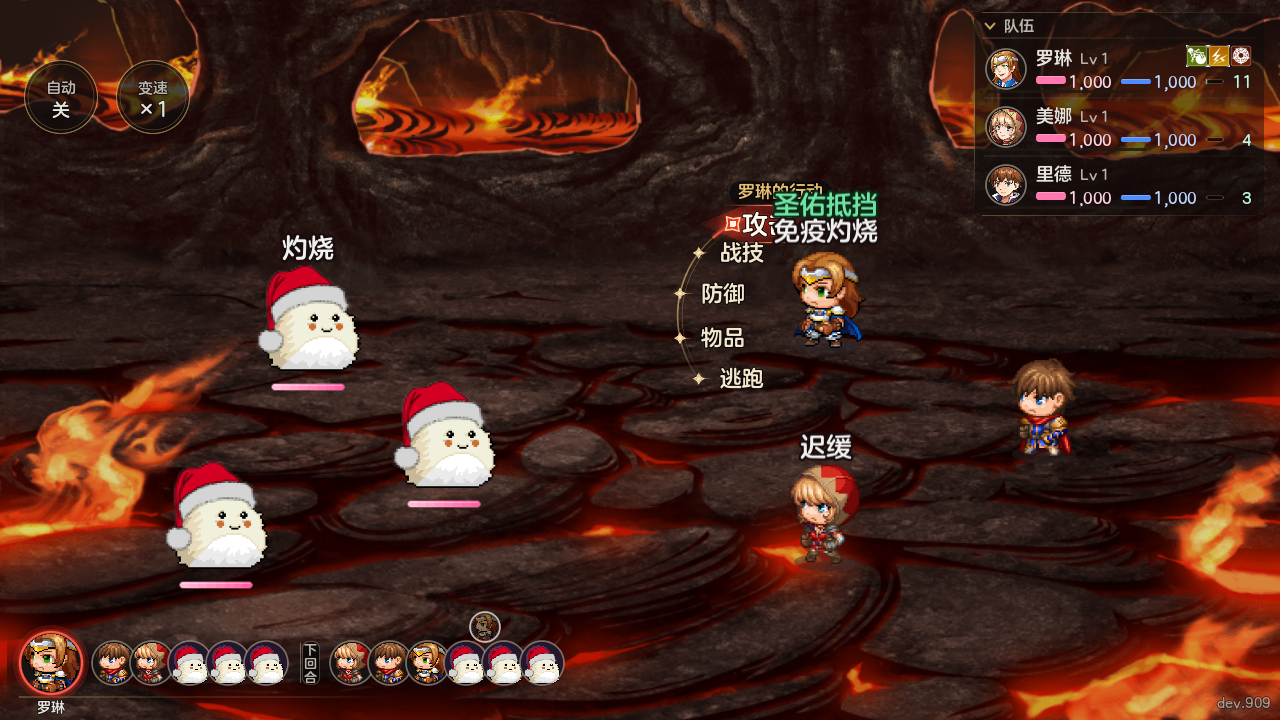 自动
关
变速
×1
队伍
罗琳 Lv 1
1,000 1,000 11
美娜 Lv 1
1,000 1,000 4
里德 Lv 1
1,000 1,000 3
罗琳的行动
圣佑抵挡
攻
免疫灼烧
战技
防御
物品
逃跑
灼烧
迟缓
下回合
罗琳
dev.909